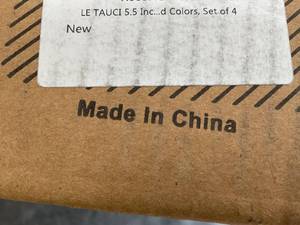 LE TAUCI 5.5 Inc...d Colors, Set of 4
New
Made In China